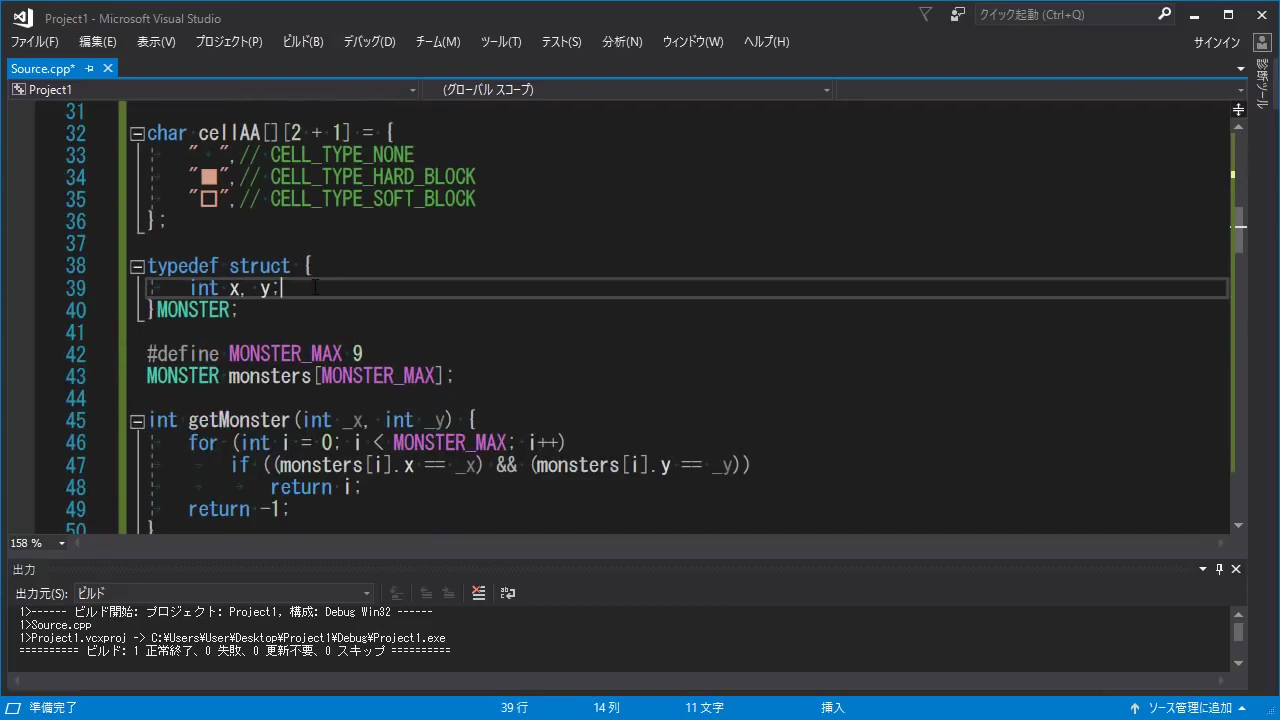 Project1 - Microsoft Visual Studio
クイック起動 (Ctrl+Q)
ファイル(F) 編集(E) 表示(V) プロジェクト(P) ビルド(B) デバッグ(D) チーム(M) ツール(T) テスト(S) 分析(N) ウィンドウ(W) ヘルプ(H) サインイン
Source.cpp*
Project1 (グローバル スコープ)
診断ツール
31
32 char cellAA[][2 + 1] = {
33 "　",// CELL_TYPE_NONE
34 "■",// CELL_TYPE_HARD_BLOCK
35 "□",// CELL_TYPE_SOFT_BLOCK
36 };
37
38 typedef struct {
39 int x, y;
40 }MONSTER;
41
42 #define MONSTER_MAX 9
43 MONSTER monsters[MONSTER_MAX];
44
45 int getMonster(int _x, int _y) {
46 for (int i = 0; i < MONSTER_MAX; i++)
47 if ((monsters[i].x == _x) && (monsters[i].y == _y))
48 return i;
49 return -1;
50 }
158 %
出力
出力元(S): ビルド
1>------ ビルド開始: プロジェクト: Project1, 構成: Debug Win32 ------
1>Source.cpp
1>Project1.vcxproj -> C:¥Users¥User¥Desktop¥Project1¥Debug¥Project1.exe
========== ビルド: 1 正常終了、0 失敗、0 更新不要、0 スキップ ==========
準備完了 39 行 14 列 11 文字 挿入 ソース管理に追加